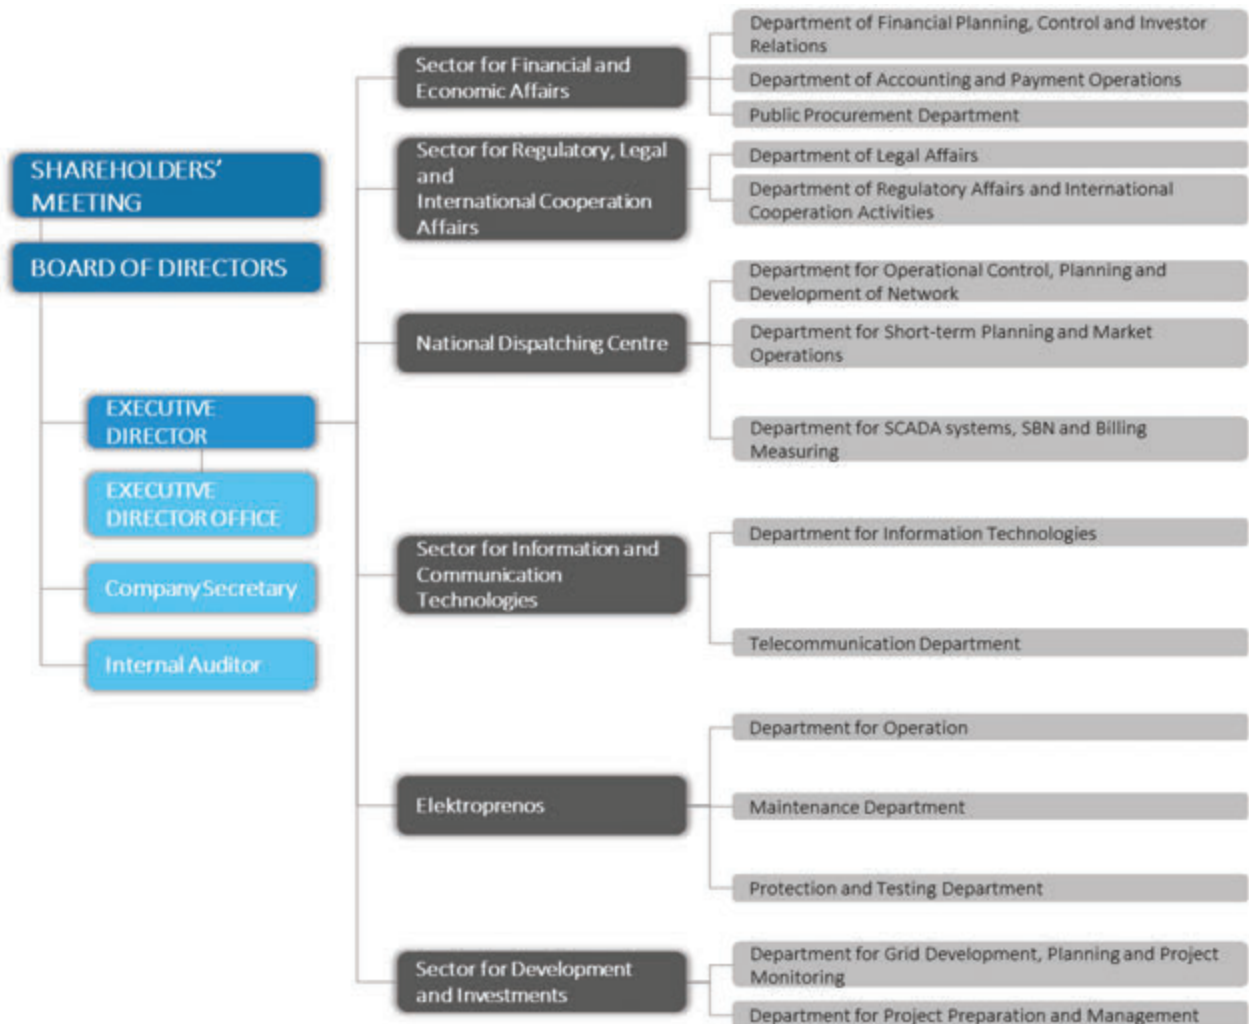 SHAREHOLDERS'
MEETING
BOARD OF DIRECTORS
EXECUTIVE
DIRECTOR
EXECUTIVE
DIRECTOR OFFICE
Company Secretary
Internal Auditor
Sector for Financial and
Economic Affairs
Department of Financial Planning, Control and Investor
Relations
Department of Accounting and Payment Operations
Public Procurement Department
Sector for Regulatory, Legal
and
International Cooperation
Affairs
Department of Legal Affairs
Department of Regulatory Affairs and International
Cooperation Activities
National Dispatching Centre
Department for Operational Control, Planning and
Development of Network
Department for Short-term Planning and Market
Operations
Department for SCADA systems, SBN and Billing
Measuring
Sector for Information and
Communication
Technologies
Department for Information Technologies
Telecommunication Department
Elektroprenos
Department for Operation
Maintenance Department
Protection and Testing Department
Sector for Development
and Investments
Department for Grid Development, Planning and Project
Monitoring
Department for Project Preparation and Management